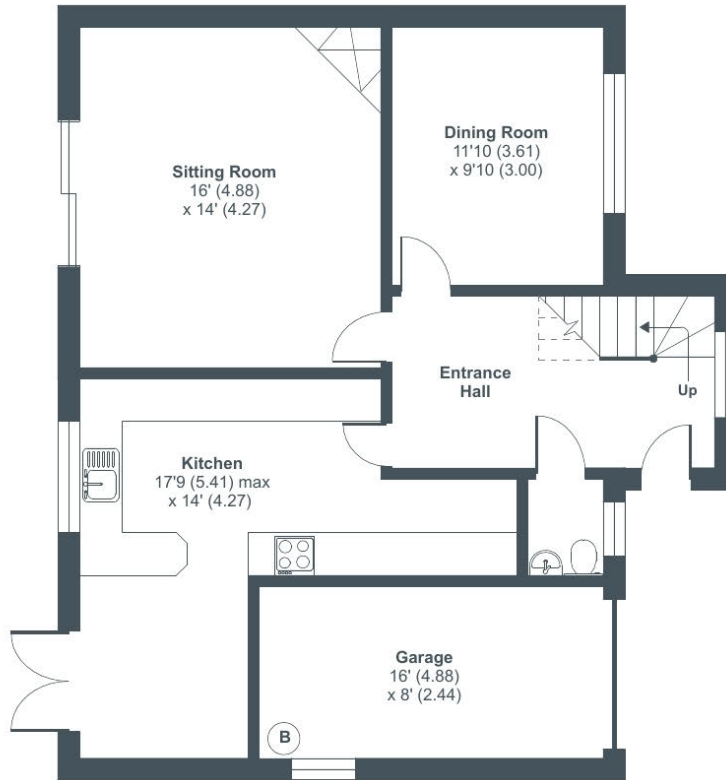 Sitting Room
16' (4.88)
x 14' (4.27)
Dining Room
11'10 (3.61)
x 9'10 (3.00)
Entrance
Hall
Up
Kitchen
17'9 (5.41) max
x 14' (4.27)
Garage
16' (4.88)
x 8' (2.44)
B